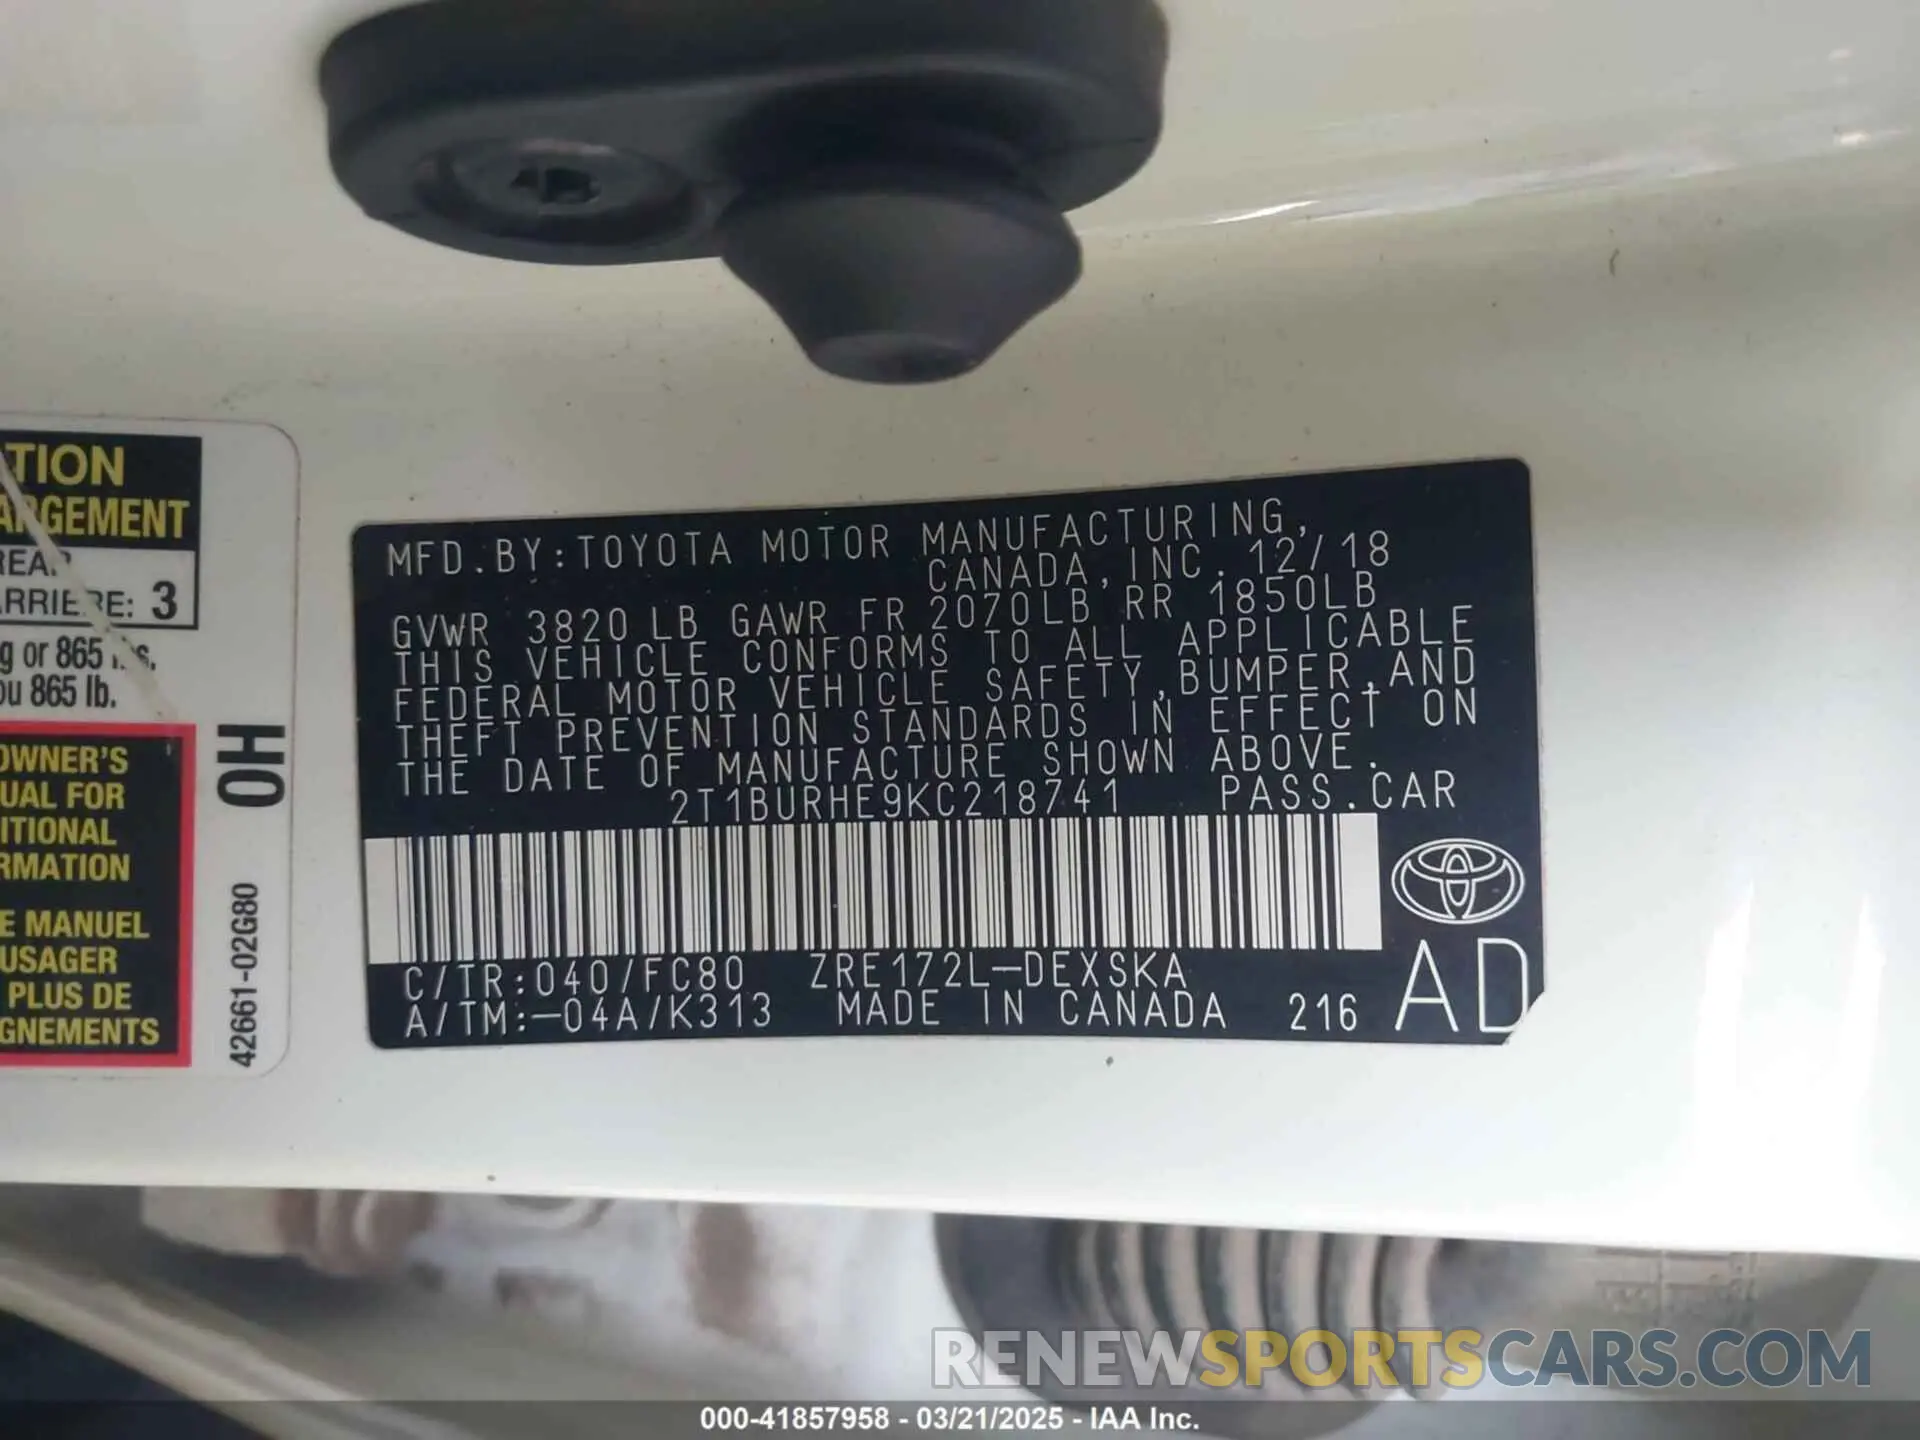 TION
ARGEMENT
REAR
ARRIERE: 3
g or 865 lbs.
ou 865 lb.
OWNER'S
UAL FOR
ITIONAL
RMATION
E MANUEL
USAGER
PLUS DE
GNEMENTS
0H
42661-02G80
MFD.BY:TOYOTA MOTOR MANUFACTURING,
CANADA,INC. 12/18
GVWR 3820 LB GAWR FR 2070LB RR 1850LB
THIS VEHICLE CONFORMS TO ALL APPLICABLE
FEDERAL MOTOR VEHICLE SAFETY,BUMPER,AND
THEFT PREVENTION STANDARDS IN EFFECT ON
THE DATE OF MANUFACTURE SHOWN ABOVE.
2T1BURHE9KC218741 PASS.CAR
C/TR:040/FC80 ZRE172L-DEXSKA
A/TM:-04A/K313 MADE IN CANADA 216 AD
RENEWSPORTSCARS.COM
000-41857958 - 03/21/2025 - IAA Inc.